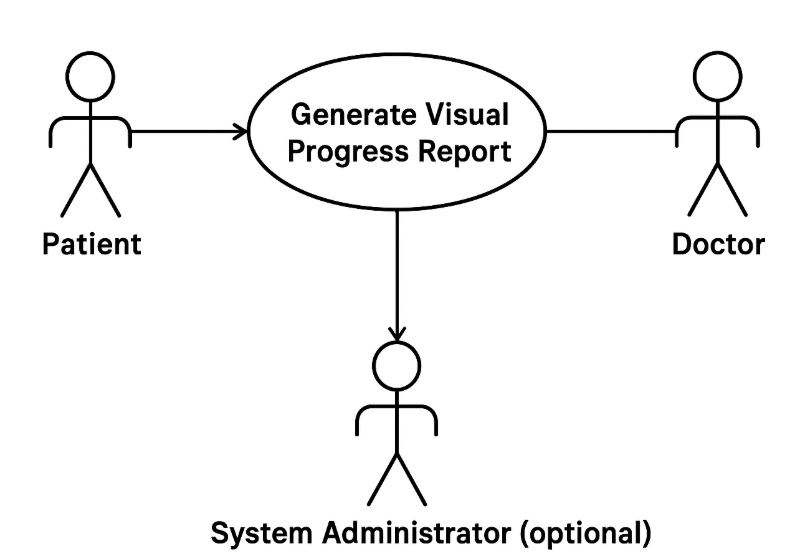 Generate Visual
Progress Report
Patient
Doctor
System Administrator (optional)